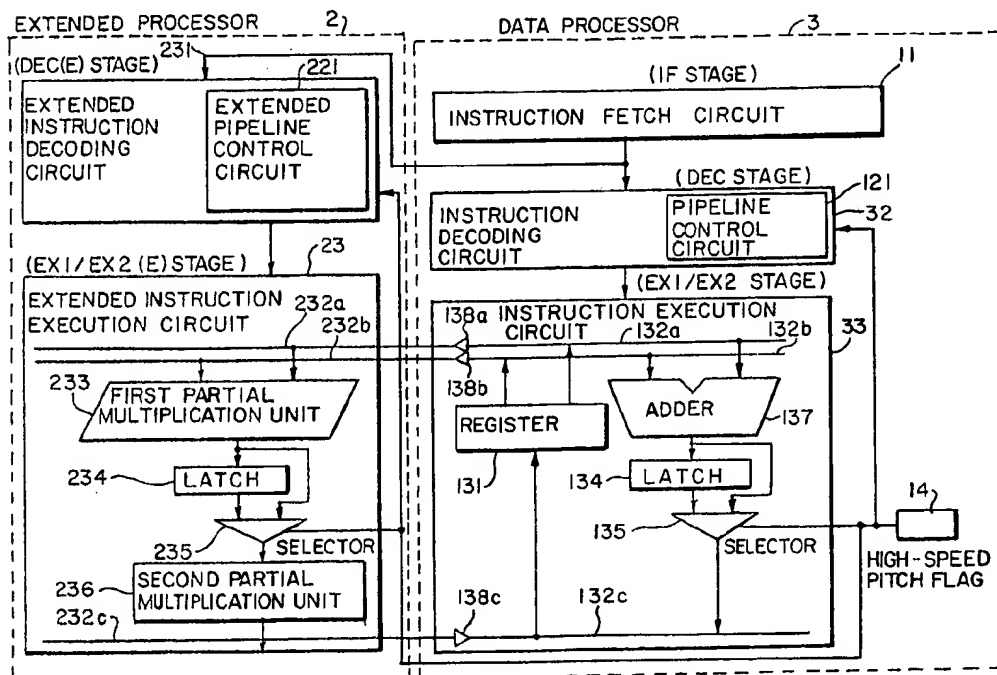 EXTENDED PROCESSOR
2
DATA PROCESSOR
3
231
(DEC(E) STAGE)
221
EXTENDED
INSTRUCTION
DECODING
CIRCUIT
EXTENDED
PIPELINE
CONTROL
CIRCUIT
(IF STAGE)
11
INSTRUCTION FETCH CIRCUIT
(DEC STAGE)
121
INSTRUCTION
DECODING
CIRCUIT
PIPELINE
CONTROL
CIRCUIT
32
(EX1/EX2 (E) STAGE)
23
EXTENDED INSTRUCTION
EXECUTION CIRCUIT
232a
232b
(EX1/EX2 STAGE)
138a
INSTRUCTION EXECUTION
CIRCUIT
132a
132b
33
138b
233
FIRST PARTIAL
MULTIPLICATION UNIT
REGISTER
131
ADDER
137
234
LATCH
134
LATCH
235
SELECTOR
135
SELECTOR
14
HIGH-SPEED
PITCH FLAG
236
SECOND PARTIAL
MULTIPLICATION UNIT
232c
138c
132c